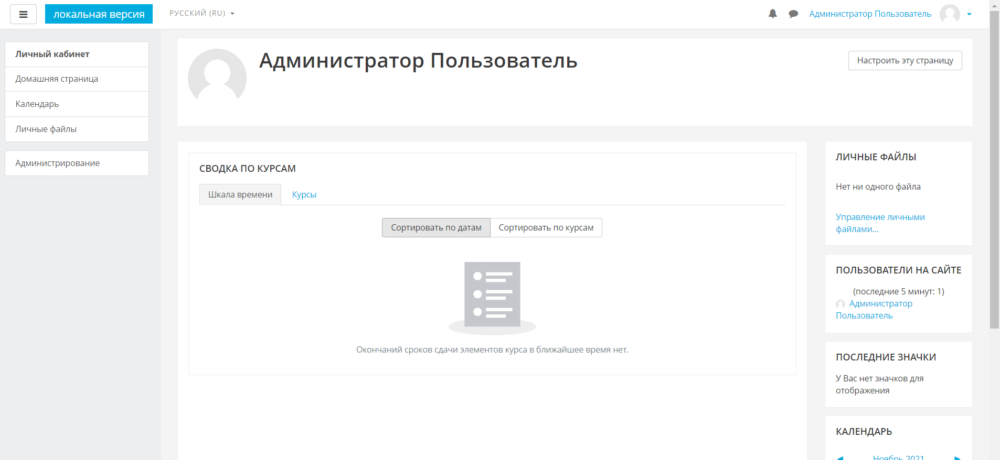 локальная версия
РУССКИЙ (RU)
Администратор Пользователь
Личный кабинет
Домашняя страница
Календарь
Личные файлы
Администрирование
Администратор Пользователь
Настроить эту страницу
СВОДКА ПО КУРСАМ
Шкала времени
Курсы
Сортировать по датам
Сортировать по курсам
Окончаний сроков сдачи элементов курса в ближайшее время нет.
ЛИЧНЫЕ ФАЙЛЫ
Нет ни одного файла
Управление личными
файлами...
ПОЛЬЗОВАТЕЛИ НА САЙТЕ
(последние 5 минут: 1)
Администратор
Пользователь
ПОСЛЕДНИЕ ЗНАЧКИ
У Вас нет значков для
отображения
КАЛЕНДАРЬ
Ноябрь 2021